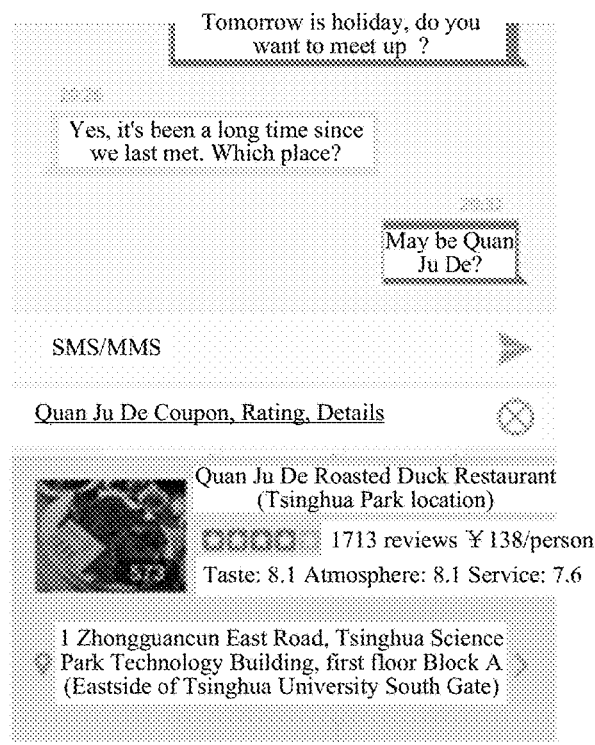 Tomorrow is holiday, do you
want to meet up ?
20:26
Yes, it's been a long time since
we last met. Which place?
May be Quan
Ju De?
SMS/MMS
Quan Ju De Coupon, Rating, Details
Quan Ju De Roasted Duck Restaurant
(Tsinghua Park location)
1713 reviews ¥138/person
Taste: 8.1 Atmosphere: 8.1 Service: 7.6
1 Zhongguancun East Road, Tsinghua Science
Park Technology Building, first floor Block A
(Eastside of Tsinghua University South Gate)